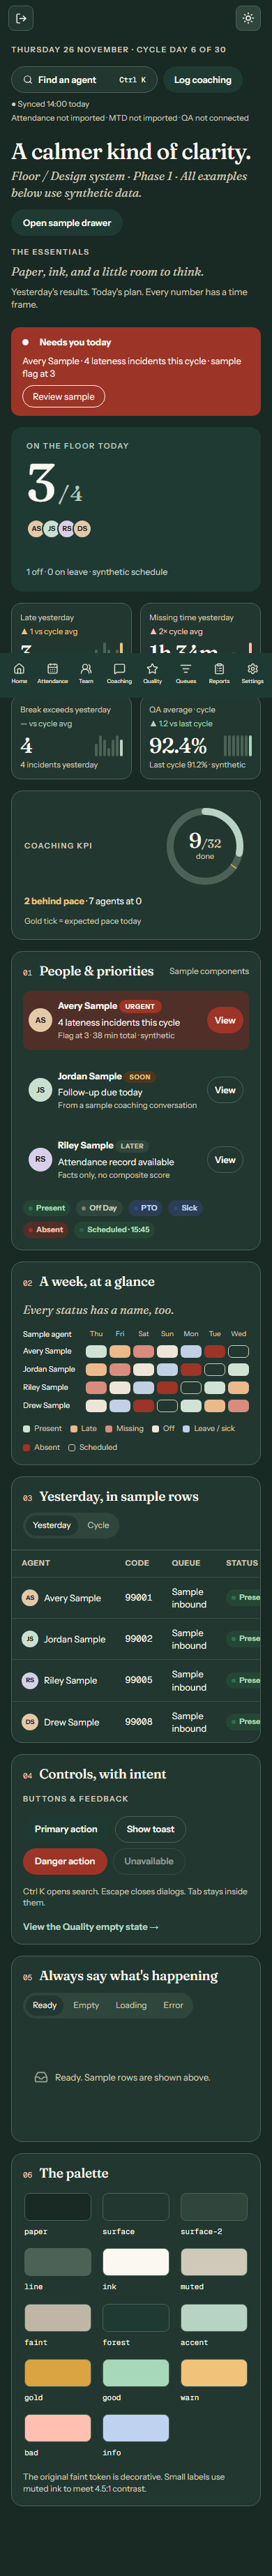 THURSDAY 26 NOVEMBER · CYCLE DAY 6 OF 30
Find an agent Ctrl K Log coaching
Synced 14:00 today
Attendance not imported · MTD not imported · QA not connected
A calmer kind of clarity.
Floor / Design system · Phase 1 · All examples
below use synthetic data.
Open sample drawer
THE ESSENTIALS
Paper, ink, and a little room to think.
Yesterday's results. Today's plan. Every number has a time
frame.
Needs you today
Avery Sample · 4 lateness incidents this cycle · sample
flag at 3
Review sample
ON THE FLOOR TODAY
3/4
AS JS RS DS
1 off · 0 on leave · synthetic schedule
Late yesterday Missing time yesterday
▲ 1 vs cycle avg ▲ 2× cycle avg
Home Attendance Team Coaching Quality Queues Reports Settings
Break exceeds yesterday QA average · cycle
— vs cycle avg ▲ 1.2 vs last cycle
4 92.4%
4 incidents yesterday Last cycle 91.2% · synthetic
COACHING KPI
9/32
done
2 behind pace · 7 agents at 0
Gold tick = expected pace today
01 People & priorities Sample components
AS Avery Sample URGENT
4 lateness incidents this cycle
Flag at 3 · 38 min total · synthetic
View
JS Jordan Sample SOON
Follow-up due today
From a sample coaching conversation
View
RS Riley Sample LATER
Attendance record available
Facts only, no composite score
View
Present Off Day PTO Sick
Absent Scheduled · 15:45
02 A week, at a glance
Every status has a name, too.
Sample agent Thu Fri Sat Sun Mon Tue Wed
Avery Sample
Jordan Sample
Riley Sample
Drew Sample
Present Late Missing Off Leave / sick
Absent Scheduled
03 Yesterday, in sample rows
Yesterday Cycle
AGENT CODE QUEUE STATUS
AS Avery Sample 99001 Sample inbound Prese
JS Jordan Sample 99002 Sample inbound Prese
RS Riley Sample 99005 Sample inbound Prese
DS Drew Sample 99008 Sample inbound Prese
04 Controls, with intent
BUTTONS & FEEDBACK
Primary action Show toast
Danger action Unavailable
Ctrl K opens search. Escape closes dialogs. Tab stays inside
them.
View the Quality empty state →
05 Always say what's happening
Ready Empty Loading Error
Ready. Sample rows are shown above.
06 The palette
paper surface surface-2
line ink muted
faint forest accent
gold good warn
bad info
The original faint token is decorative. Small labels use
muted ink to meet 4.5:1 contrast.